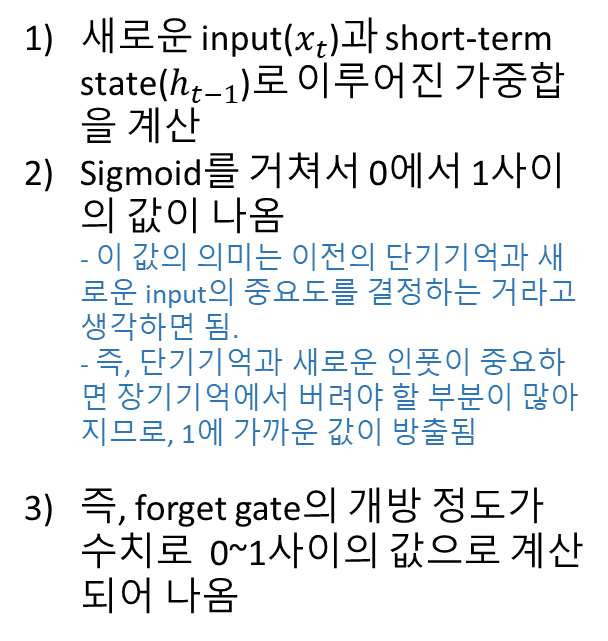 1) 새로운 input(𝑥ₜ)과 short-term
state(ℎₜ₋₁)로 이루어진 가중합
을 계산
2) Sigmoid를 거쳐서 0에서 1사이
의 값이 나옴
- 이 값의 의미는 이전의 단기기억과 새
로운 input의 중요도를 결정하는 거라고
생각하면 됨.
- 즉, 단기기억과 새로운 인풋이 중요하
면 장기기억에서 버려야 할 부분이 많아
지므로, 1에 가까운 값이 방출됨
3) 즉, forget gate의 개방 정도가
수치로 0~1사이의 값으로 계산
되어 나옴